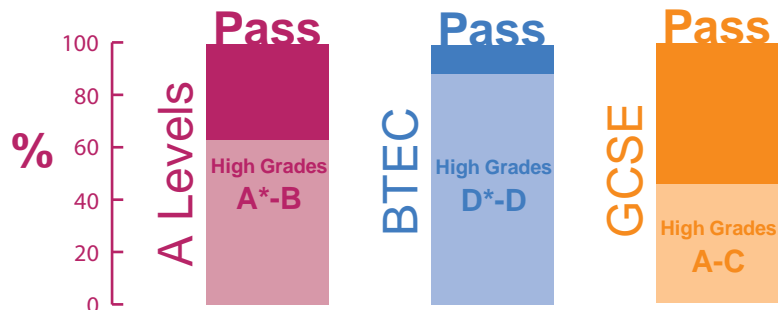 %
100
80
60
40
20
0
A Levels
Pass
High Grades
A*-B
BTEC
Pass
High Grades
D*-D
GCSE
Pass
High Grades
A-C